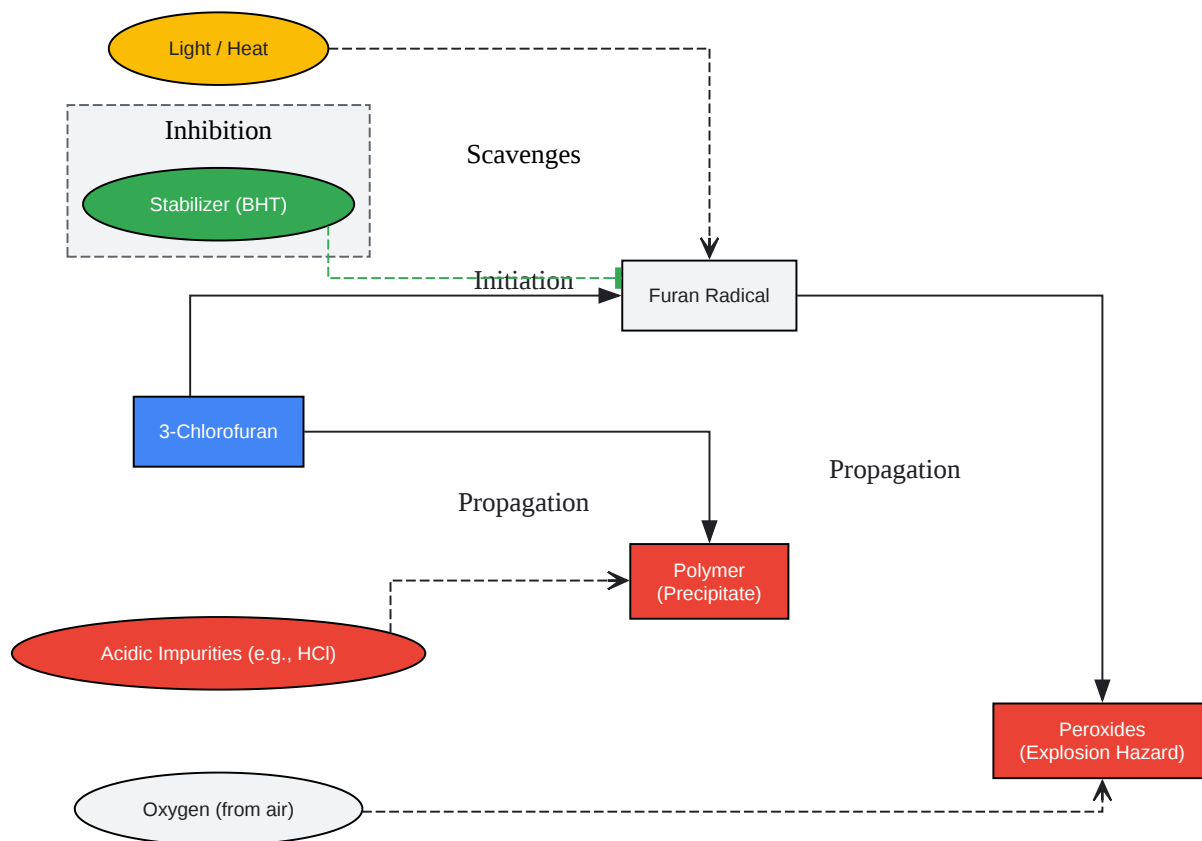 Light / Heat
Inhibition
Scavenges
Stabilizer (BHT)
Initiation
Furan Radical
3-Chlorofuran
Propagation
Propagation
Polymer
(Precipitate)
Acidic Impurities (e.g., HCl)
Peroxides
(Explosion Hazard)
Oxygen (from air)